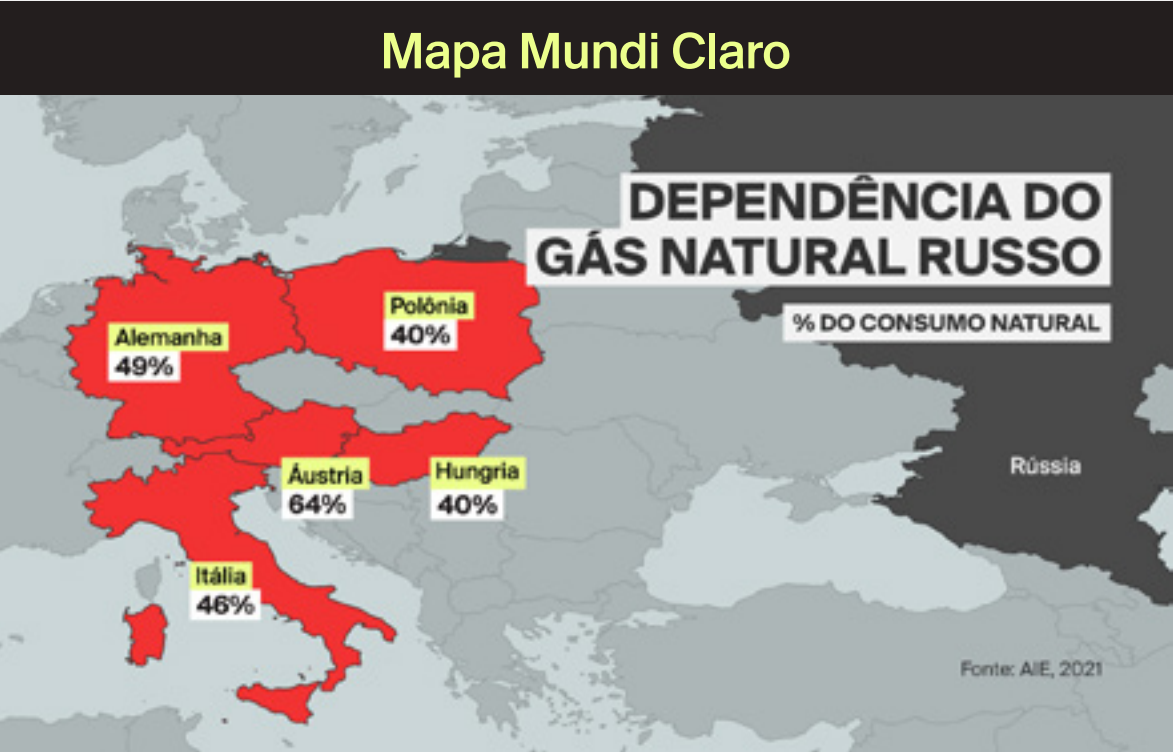 Mapa Mundi Claro
DEPENDÊNCIA DO
GÁS NATURAL RUSSO
% DO CONSUMO NATURAL
Polônia
40%
Alemanha
49%
Áustria
64%
Hungria
40%
Rússia
Itália
46%
Fonte: AIE, 2021